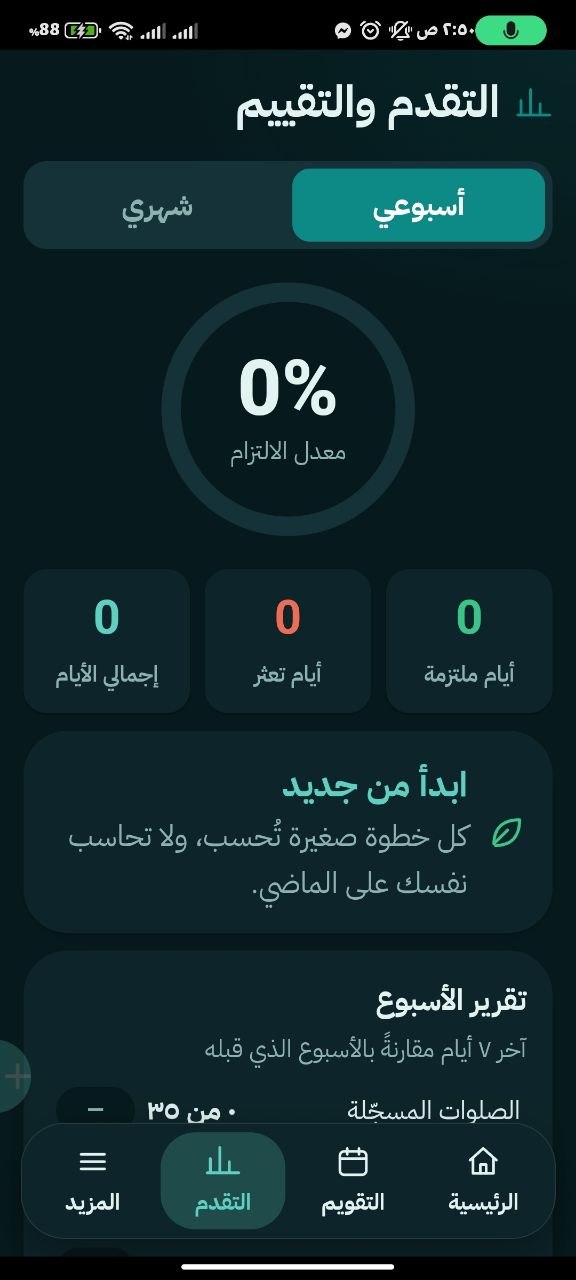 %88
٢:٥٠ ص
التقدم والتقييم
أسبوعي
شهري
0%
معدل الالتزام
0
أيام ملتزمة
0
أيام تعثر
0
إجمالي الأيام
ابدأ من جديد
كل خطوة صغيرة تُحسب، ولا تحاسب
نفسك على الماضي.
تقرير الأسبوع
آخر ٧ أيام مقارنةً بالأسبوع الذي قبله
الصلوات المسجّلة
٠ من ٣٥
–
الرئيسية
التقويم
التقدم
المزيد